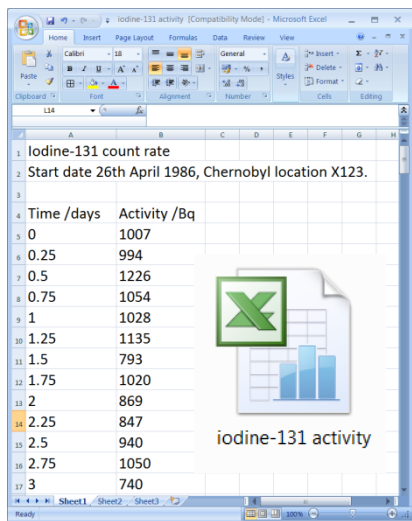 iodine-131 activity [Compatibility Mode] - Microsoft Excel
Home Insert Page Layout Formulas Data Review View
Paste
Calibri 18
B I U
A A
General
% ,
Styles
Insert
Delete
Format
Σ
Clipboard Font Alignment Number Cells Editing
L14 fx
A B C D E F G H
1 Iodine-131 count rate
2 Start date 26th April 1986, Chernobyl location X123.
3
4 Time /days Activity /Bq
5 0 1007
6 0.25 994
7 0.5 1226
8 0.75 1054
9 1 1028
10 1.25 1135
11 1.5 793
12 1.75 1020
13 2 869
14 2.25 847
15 2.5 940
16 2.75 1050
17 3 740
iodine-131 activity
Sheet1 Sheet2 Sheet3
Ready 100%